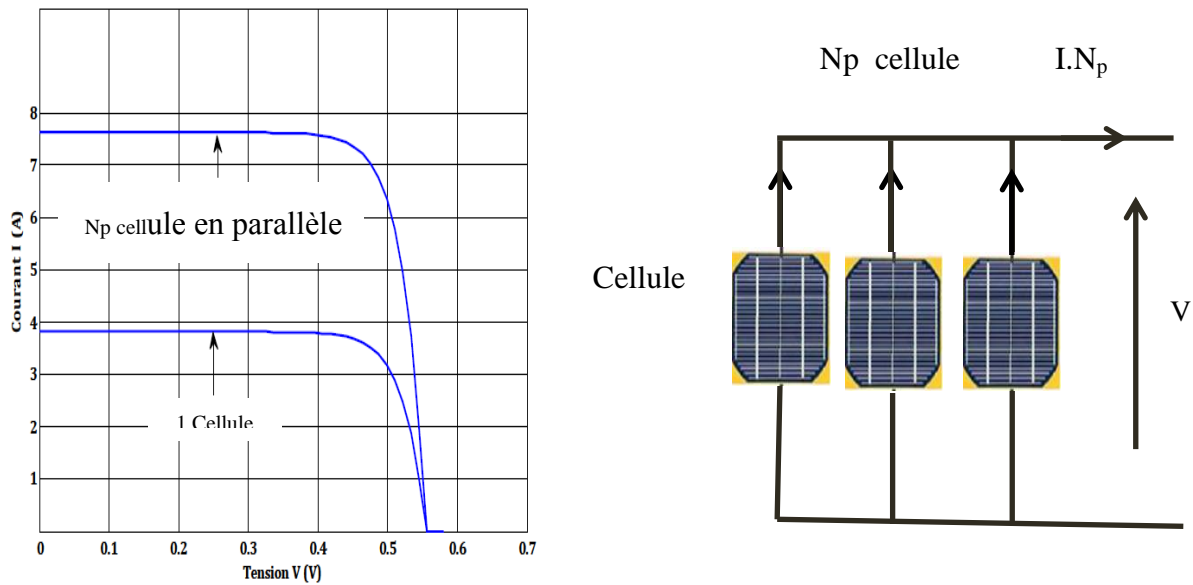 8
7
6
5
4
3
2
1
Courant I (A)
Np cellule en parallèle
1 Cellule
0 0.1 0.2 0.3 0.4 0.5 0.6 0.7
Tension V (V)
Np cellule I.Np
Cellule
V